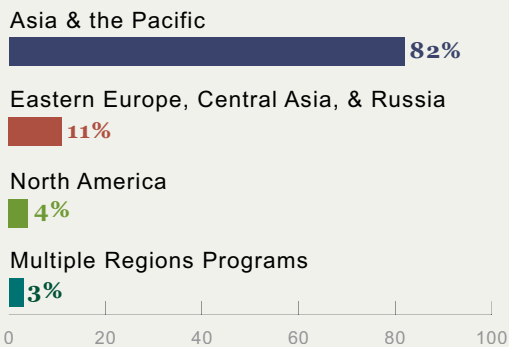 Asia & the Pacific
82%
Eastern Europe, Central Asia, & Russia
11%
North America
4%
Multiple Regions Programs
3%
0 20 40 60 80 100